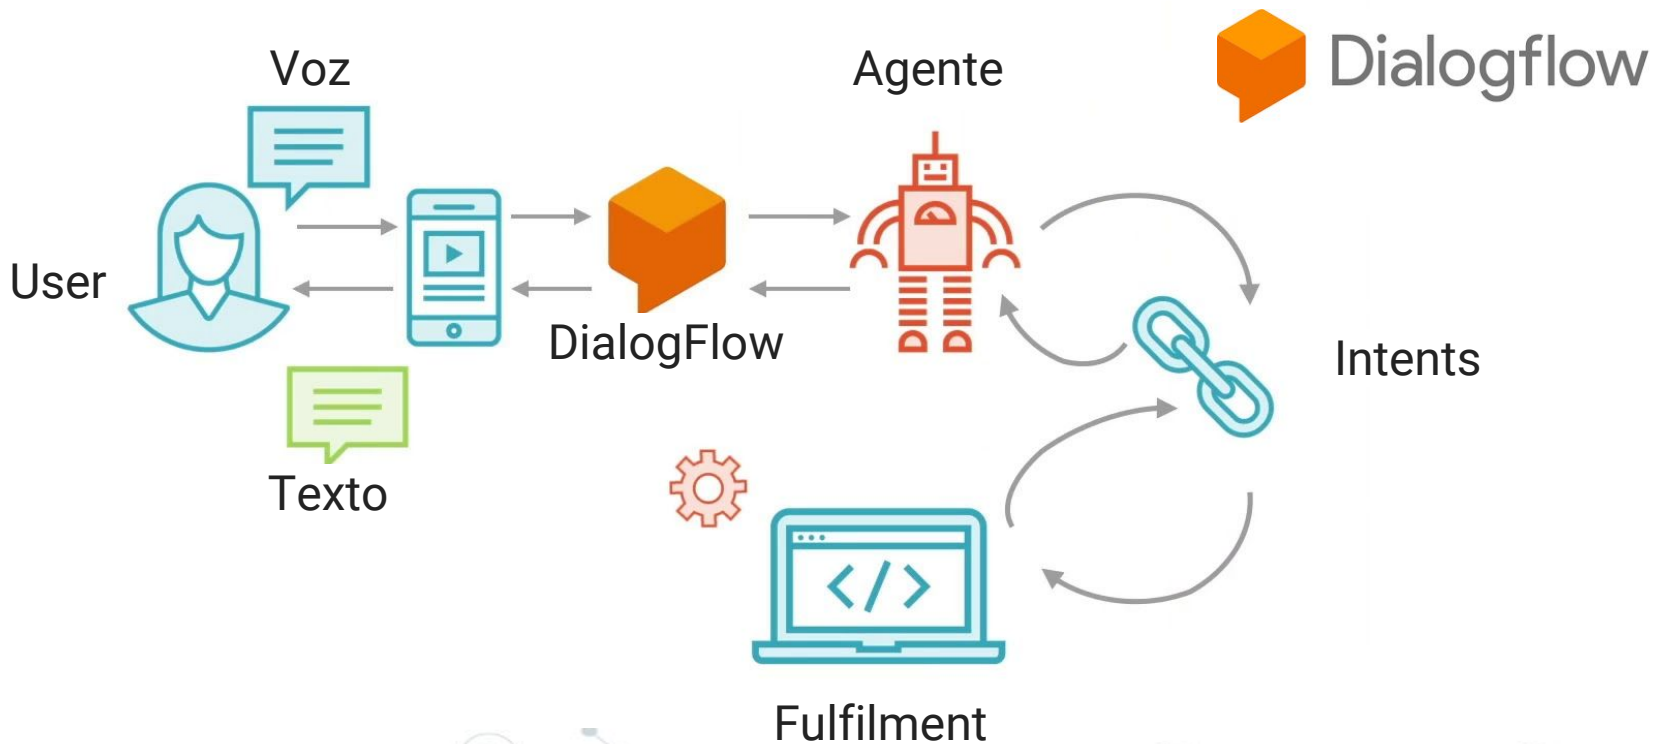 Voz
Agente
Dialogflow
User
DialogFlow
Intents
Texto
</>
Fulfilment